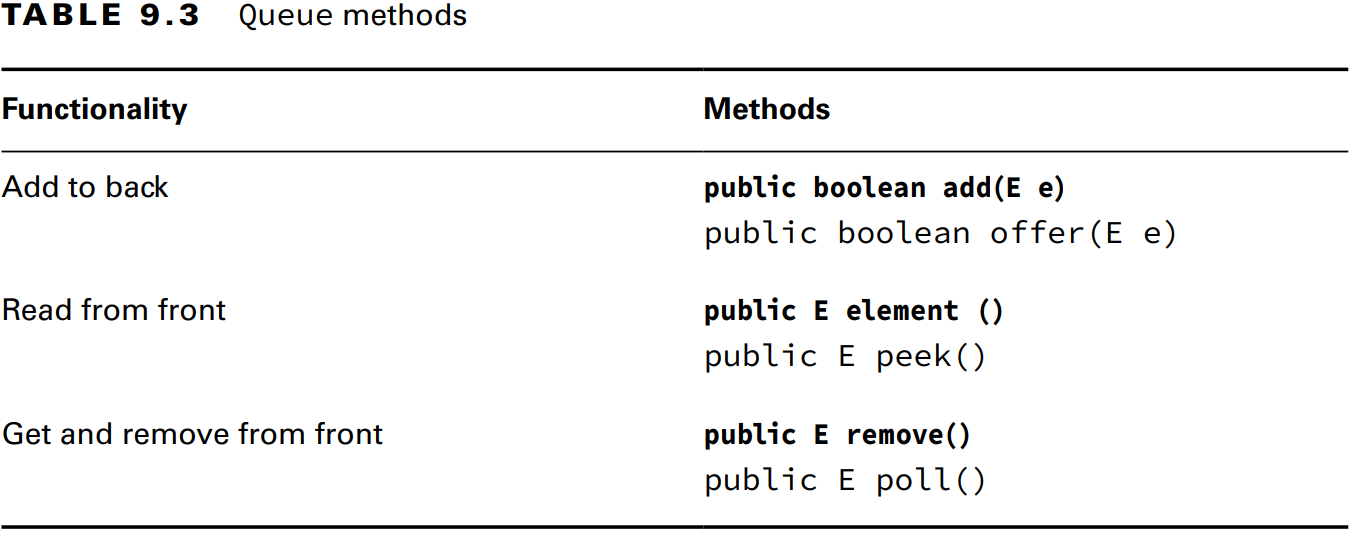 TABLE 9.3 Queue methods
Functionality Methods
Add to back public boolean add(E e)
public boolean offer(E e)
Read from front public E element ()
public E peek()
Get and remove from front public E remove()
public E poll()